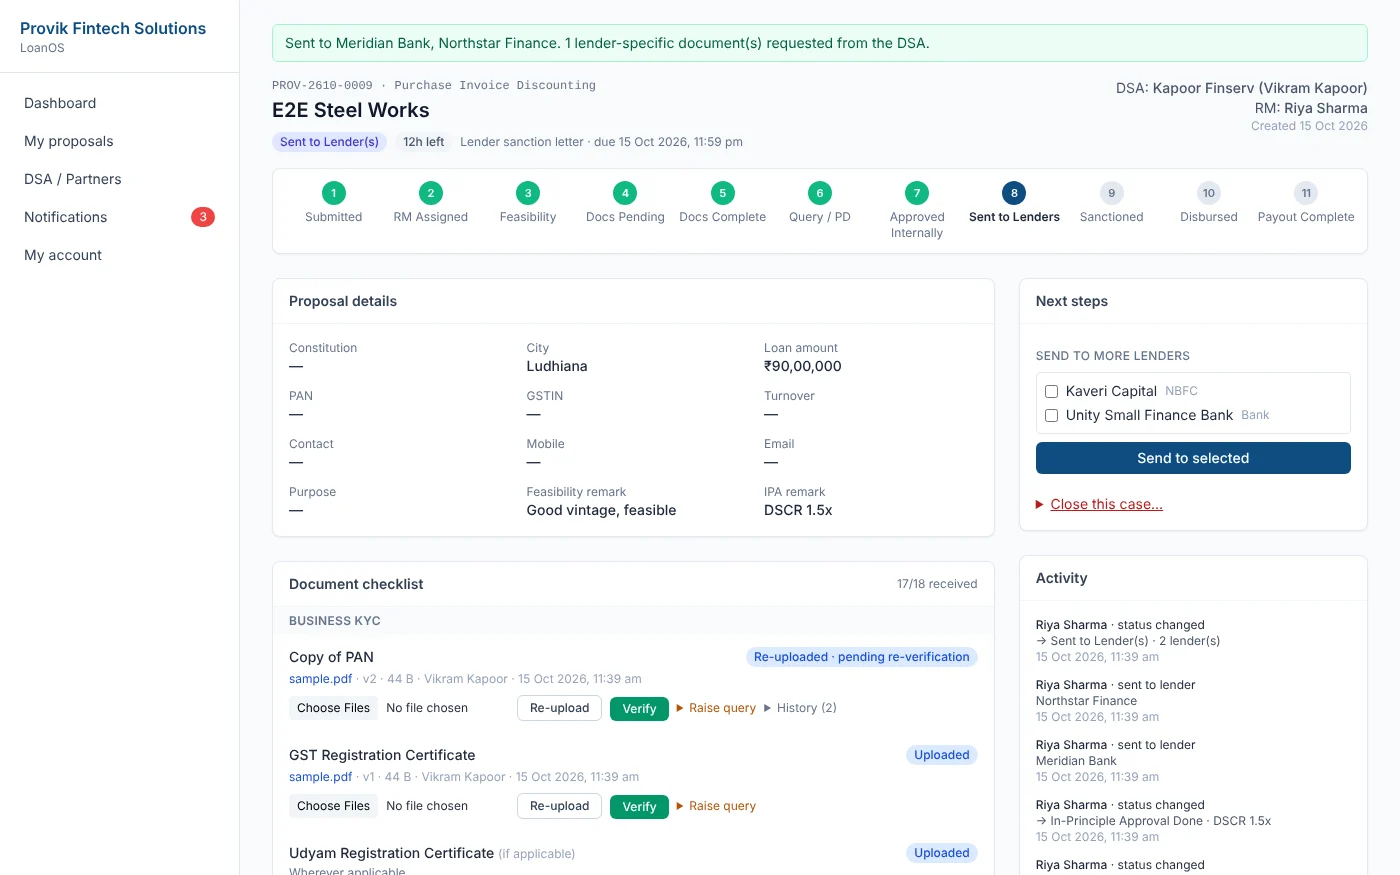 Provik Fintech Solutions
LoanOS
Dashboard
My proposals
DSA / Partners
Notifications 3
My account
Sent to Meridian Bank, Northstar Finance. 1 lender-specific document(s) requested from the DSA.
PROV-2610-0009 · Purchase Invoice Discounting
E2E Steel Works
Sent to Lender(s) 12h left Lender sanction letter · due 15 Oct 2026, 11:59 pm
DSA: Kapoor Finserv (Vikram Kapoor)
RM: Riya Sharma
Created 15 Oct 2026
1 2 3 4 5 6 7 8 9 10 11
Submitted RM Assigned Feasibility Docs Pending Docs Complete Query / PD Approved Internally Sent to Lenders Sanctioned Disbursed Payout Complete
Proposal details
Constitution City Loan amount
— Ludhiana ₹90,00,000
PAN GSTIN Turnover
— — —
Contact Mobile Email
— — —
Purpose Feasibility remark IPA remark
— Good vintage, feasible DSCR 1.5x
Document checklist 17/18 received
BUSINESS KYC
Copy of PAN Re-uploaded · pending re-verification
sample.pdf · v2 · 44 B · Vikram Kapoor · 15 Oct 2026, 11:39 am
Choose Files No file chosen Re-upload Verify ▶ Raise query ▶ History (2)
GST Registration Certificate Uploaded
sample.pdf · v1 · 44 B · Vikram Kapoor · 15 Oct 2026, 11:39 am
Choose Files No file chosen Re-upload Verify ▶ Raise query
Udyam Registration Certificate (if applicable) Uploaded
Wherever applicable
Next steps
SEND TO MORE LENDERS
Kaveri Capital NBFC
Unity Small Finance Bank Bank
Send to selected
▶ Close this case...
Activity
Riya Sharma · status changed
→ Sent to Lender(s) · 2 lender(s)
15 Oct 2026, 11:39 am
Riya Sharma · sent to lender
Northstar Finance
15 Oct 2026, 11:39 am
Riya Sharma · sent to lender
Meridian Bank
15 Oct 2026, 11:39 am
Riya Sharma · status changed
→ In-Principle Approval Done · DSCR 1.5x
15 Oct 2026, 11:39 am
Riya Sharma · status changed